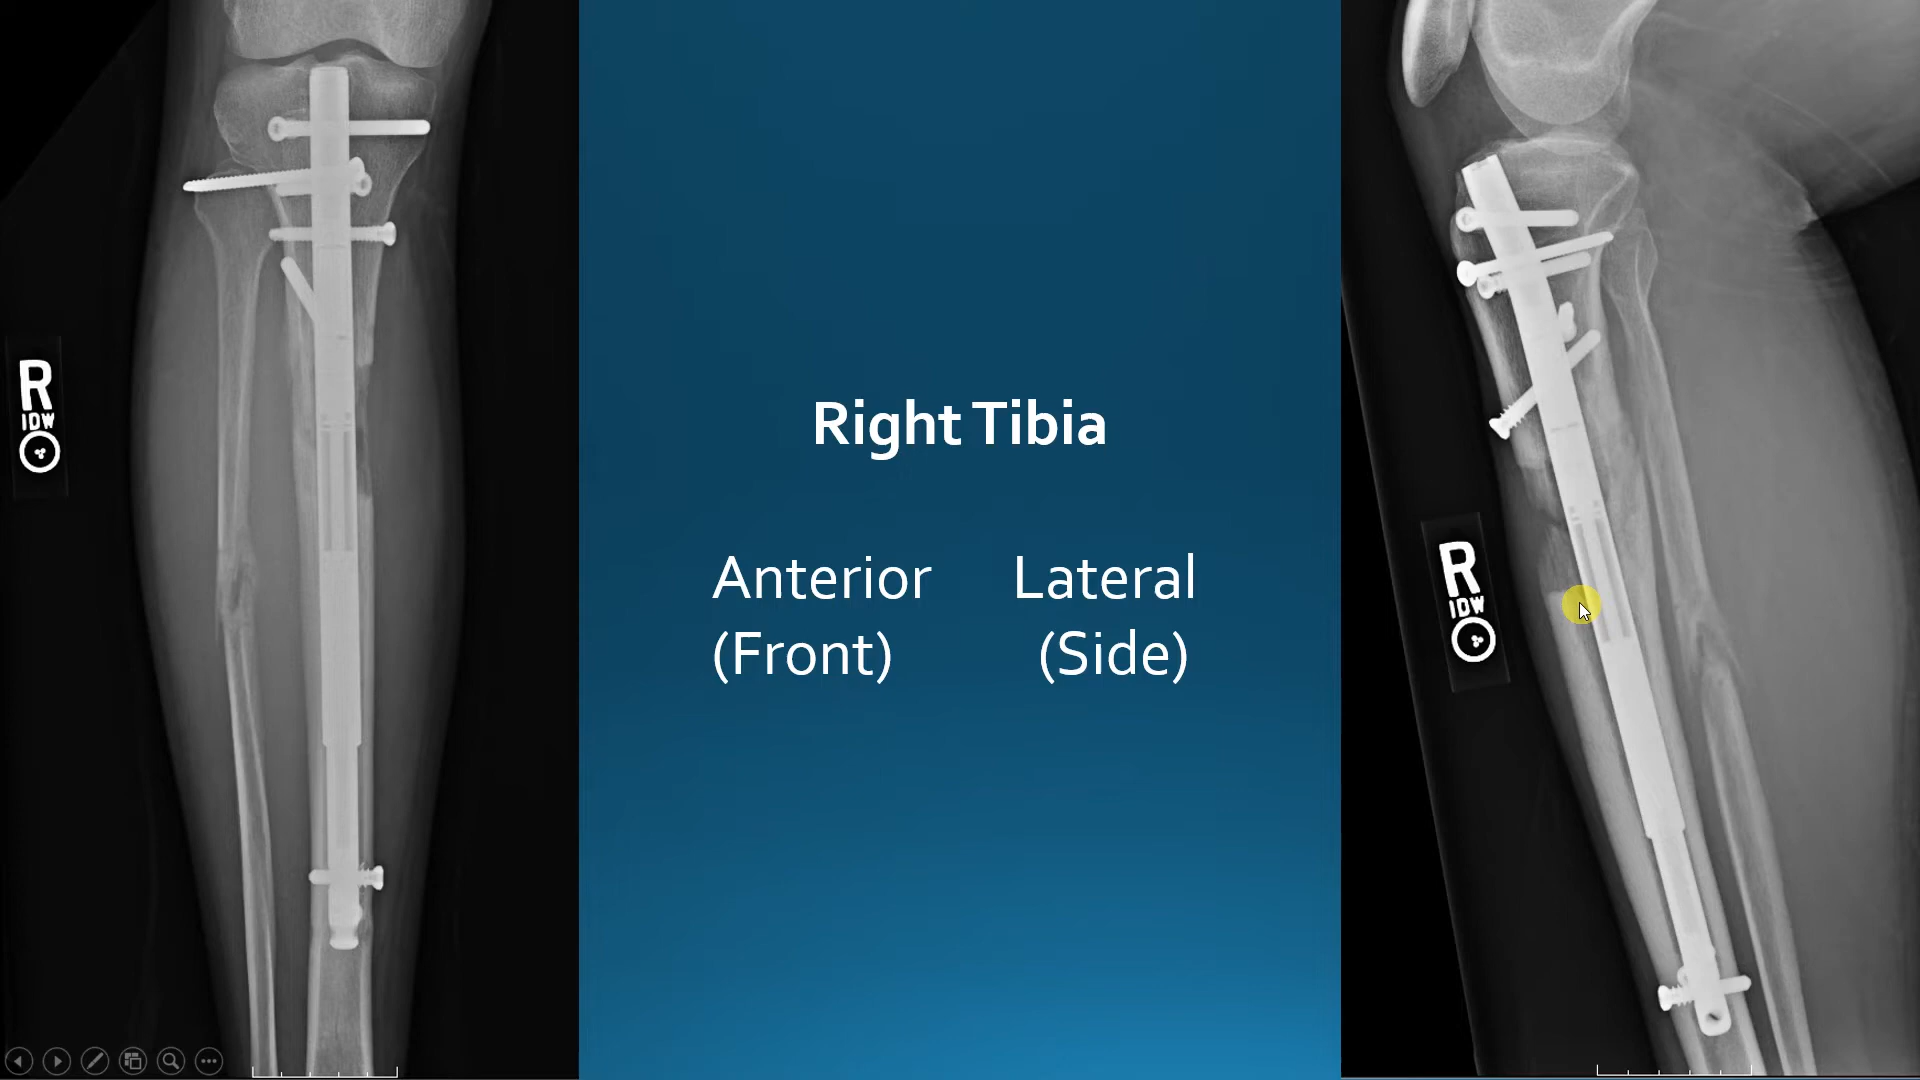 R
IDW
Right Tibia
Anterior Lateral
(Front) (Side)
R
IDW